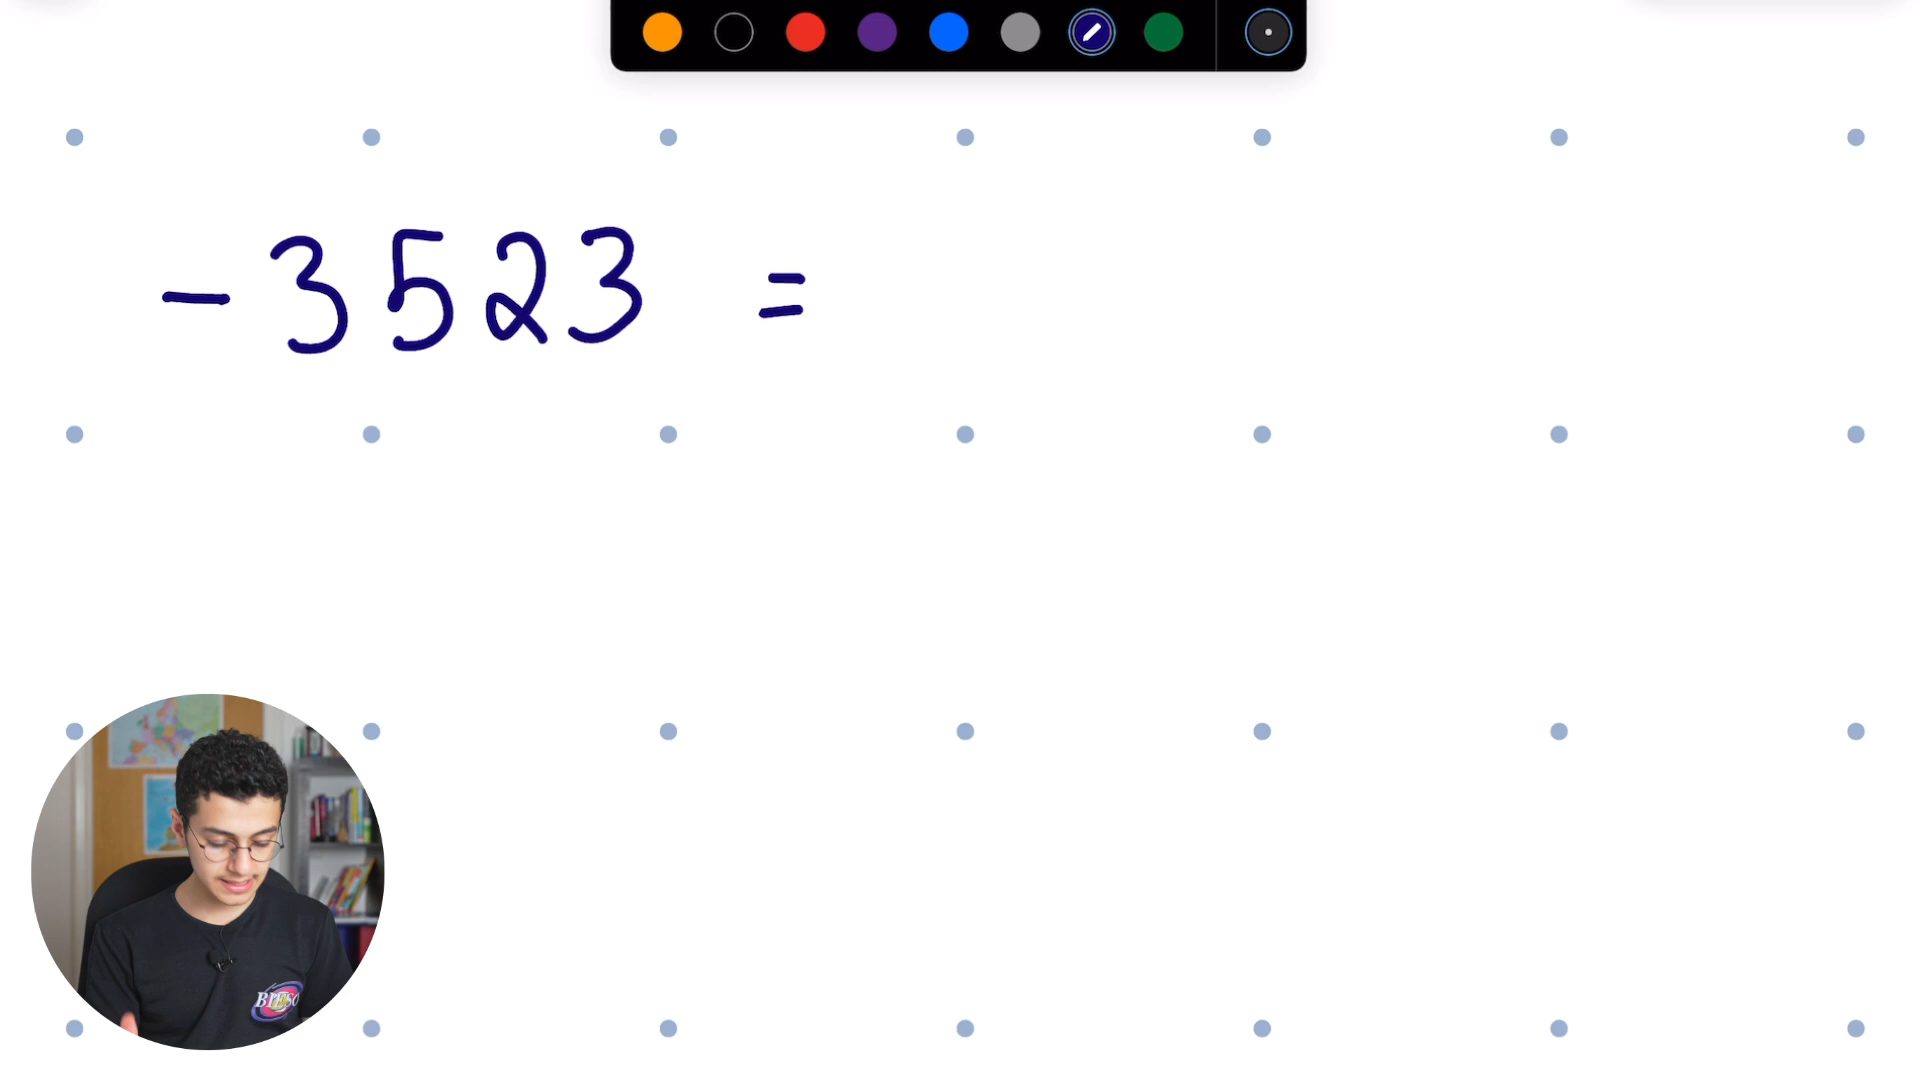 - 3523 =